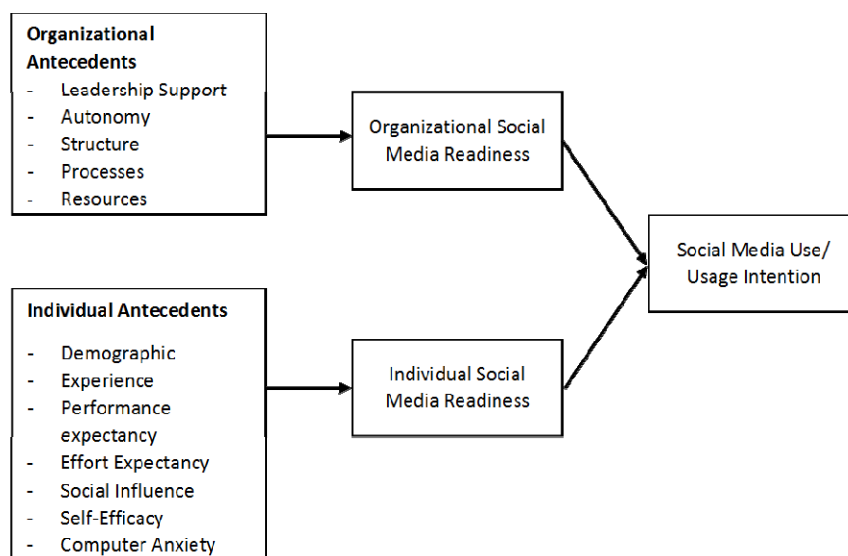 Organizational
Antecedents
- Leadership Support
- Autonomy
- Structure
- Processes
- Resources
Organizational Social
Media Readiness
Social Media Use/
Usage Intention
Individual Antecedents
- Demographic
- Experience
- Performance
expectancy
- Effort Expectancy
- Social Influence
- Self-Efficacy
- Computer Anxiety
Individual Social
Media Readiness